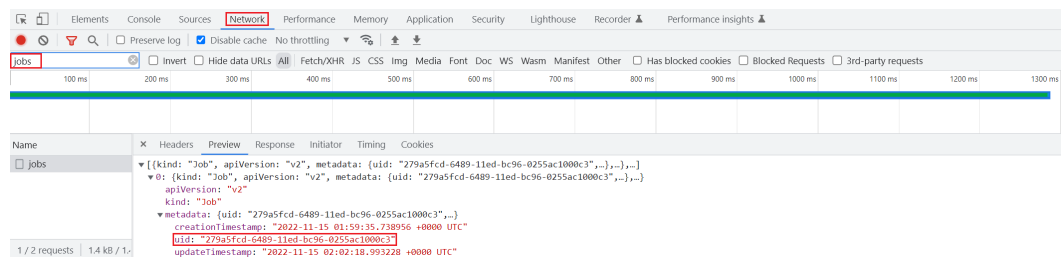 Elements Console Sources Network Performance Memory Application Security Lighthouse Recorder Performance insights
Preserve log Disable cache No throttling
jobs Invert Hide data URLs All Fetch/XHR JS CSS Img Media Font Doc WS Wasm Manifest Other Has blocked cookies Blocked Requests 3rd-party requests
100 ms 200 ms 300 ms 400 ms 500 ms 600 ms 700 ms 800 ms 900 ms 1000 ms 1100 ms 1200 ms 1300 ms
Name × Headers Preview Response Initiator Timing Cookies
jobs ▼[{kind: "Job", apiVersion: "v2", metadata: {uid: "279a5fcd-6489-11ed-bc96-0255ac1000c3",…},…},…]
▼0: {kind: "Job", apiVersion: "v2", metadata: {uid: "279a5fcd-6489-11ed-bc96-0255ac1000c3",…},…}
apiVersion: "v2"
kind: "Job"
▼metadata: {uid: "279a5fcd-6489-11ed-bc96-0255ac1000c3",…}
creationTimestamp: "2022-11-15 01:59:35.738956 +0000 UTC"
uid: "279a5fcd-6489-11ed-bc96-0255ac1000c3"
1 / 2 requests 1.4 kB / 1. updateTimestamp: "2022-11-15 02:02:18.993228 +0000 UTC"